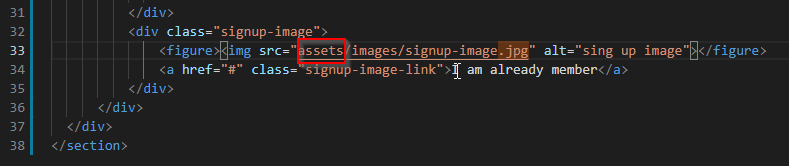 31 </div>
32 <div class="signup-image">
33 <figure><img src="assets/images/signup-image.jpg" alt="sing up image"></figure>
34 <a href="#" class="signup-image-link">I am already member</a>
35 </div>
36 </div>
37 </div>
38 </section>